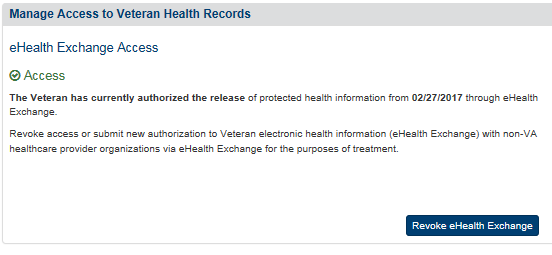 Manage Access to Veteran Health Records
eHealth Exchange Access
Access
The Veteran has currently authorized the release of protected health information from 02/27/2017 through eHealth
Exchange.
Revoke access or submit new authorization to Veteran electronic health information (eHealth Exchange) with non-VA
healthcare provider organizations via eHealth Exchange for the purposes of treatment.
Revoke eHealth Exchange